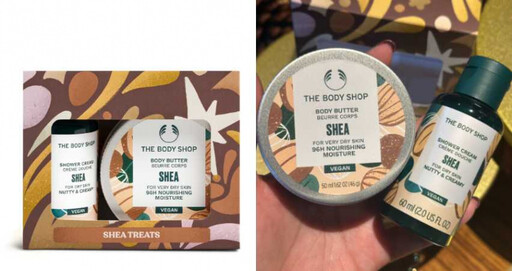 THE BODY SHOP
SHOWER CREAM
CRÈME DOUCHE
SHEA
FOR DRY SKIN
NUTTY & CREAMY
VEGAN
THE BODY SHOP
BODY BUTTER
BEURRE CORPS
SHEA
FOR VERY DRY SKIN
96H NOURISHING
MOISTURE
VEGAN
SHEA TREATS
THE BODY SHOP
BODY BUTTER
BEURRE CORPS
SHEA
FOR VERY DRY SKIN
96H NOURISHING
MOISTURE
VEGAN
THE BODY SHOP
SHOWER CREAM
CRÈME DOUCHE
SHEA
FOR DRY SKIN
NUTTY & CREAMY
VEGAN
60 ml (2.0 US FL.OZ)